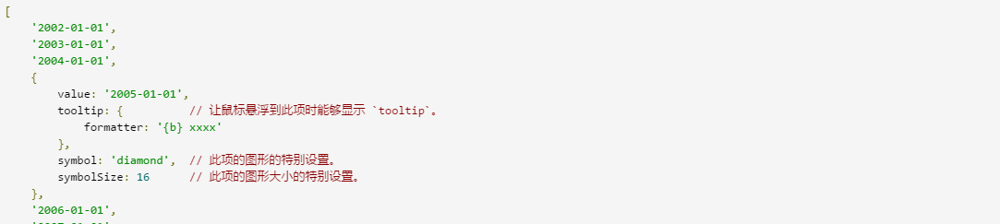 [
    '2002-01-01',
    '2003-01-01',
    '2004-01-01',
    {
        value: '2005-01-01',
        tooltip: {          // 让鼠标悬浮到此项时能够显示 `tooltip`。
            formatter: '{b} xxxx'
        },
        symbol: 'diamond',  // 此项的图形的特别设置。
        symbolSize: 16      // 此项的图形大小的特别设置。
    },
    '2006-01-01',